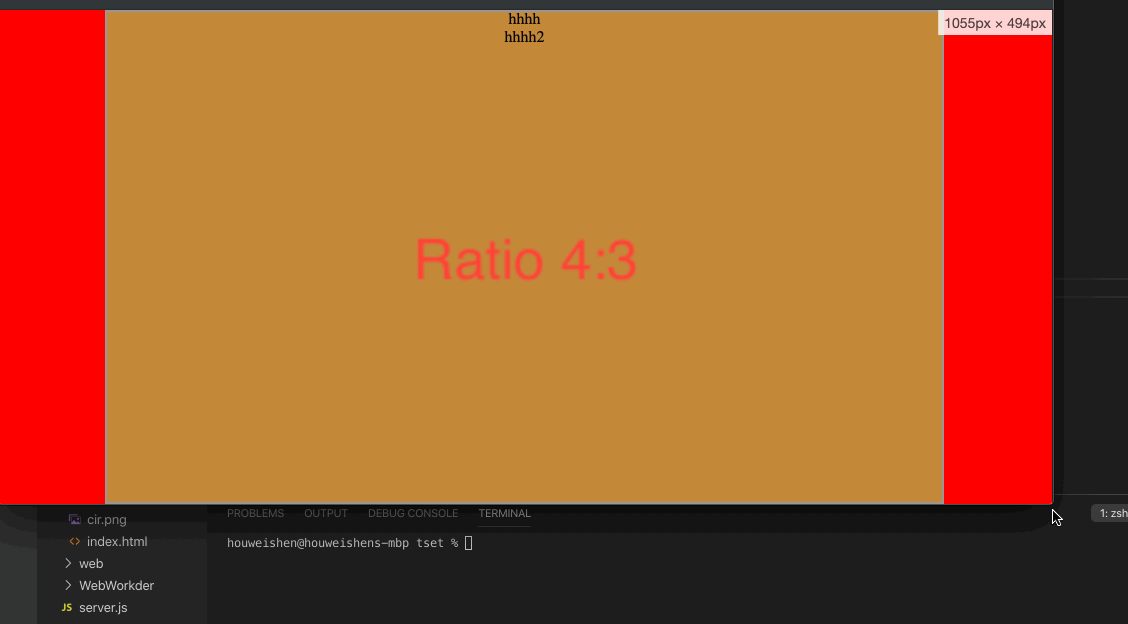 hhhh
hhhh2
1055px × 494px
Ratio 4:3
cir.png
index.html
web
WebWorkder
JS server.js
PROBLEMS OUTPUT DEBUG CONSOLE TERMINAL
1: zsh
houweishen@houweishens-mbp tset %